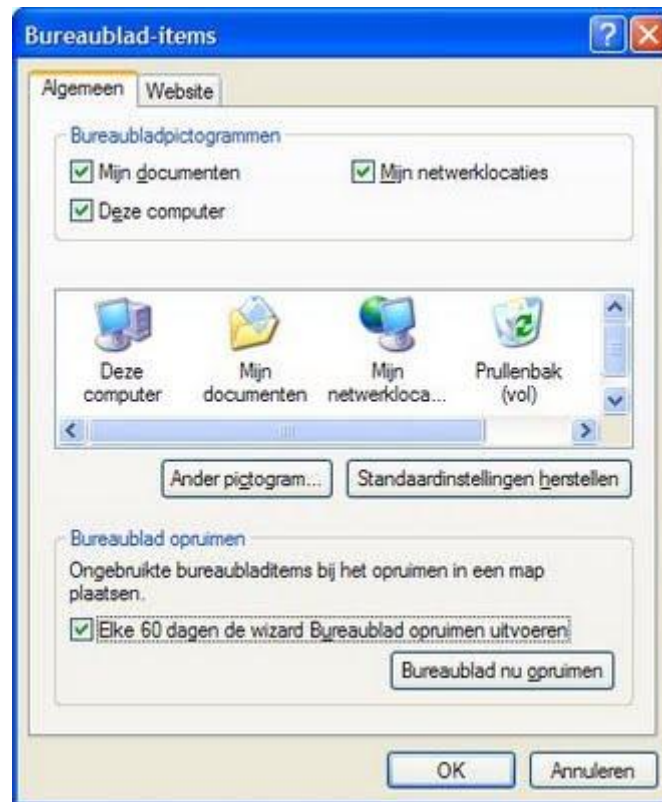 Bureaublad-items
Algemeen Website
Bureaubladpictogrammen
Mijn documenten Mijn netwerklocaties
Deze computer
Deze computer
Mijn documenten
Mijn netwerkloca...
Prullenbak (vol)
Ander pictogram... Standaardinstellingen herstellen
Bureaublad opruimen
Ongebruikte bureaubladitems bij het opruimen in een map
plaatsen.
Elke 60 dagen de wizard Bureaublad opruimen uitvoeren
Bureaublad nu opruimen
OK Annuleren